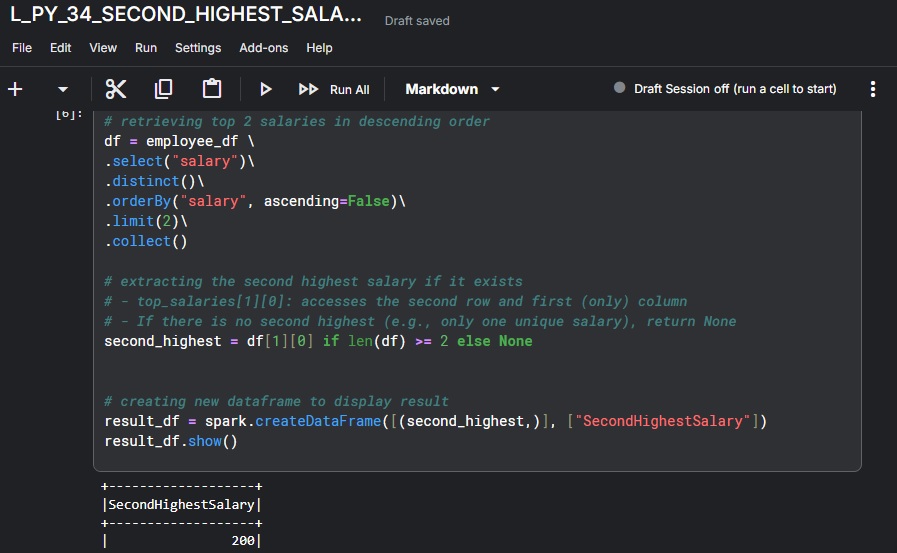 L_PY_34_SECOND_HIGHEST_SALA... Draft saved
File Edit View Run Settings Add-ons Help
+ Run All Markdown Draft Session off (run a cell to start)
[6]:
# retrieving top 2 salaries in descending order
df = employee_df \
.select("salary")\
.distinct()\
.orderBy("salary", ascending=False)\
.limit(2)\
.collect()
# extracting the second highest salary if it exists
# - top_salaries[1][0]: accesses the second row and first (only) column
# - If there is no second highest (e.g., only one unique salary), return None
second_highest = df[1][0] if len(df) >= 2 else None
# creating new dataframe to display result
result_df = spark.createDataFrame([(second_highest,)], ["SecondHighestSalary"])
result_df.show()
+-------------------+
|SecondHighestSalary|
+-------------------+
|                200|